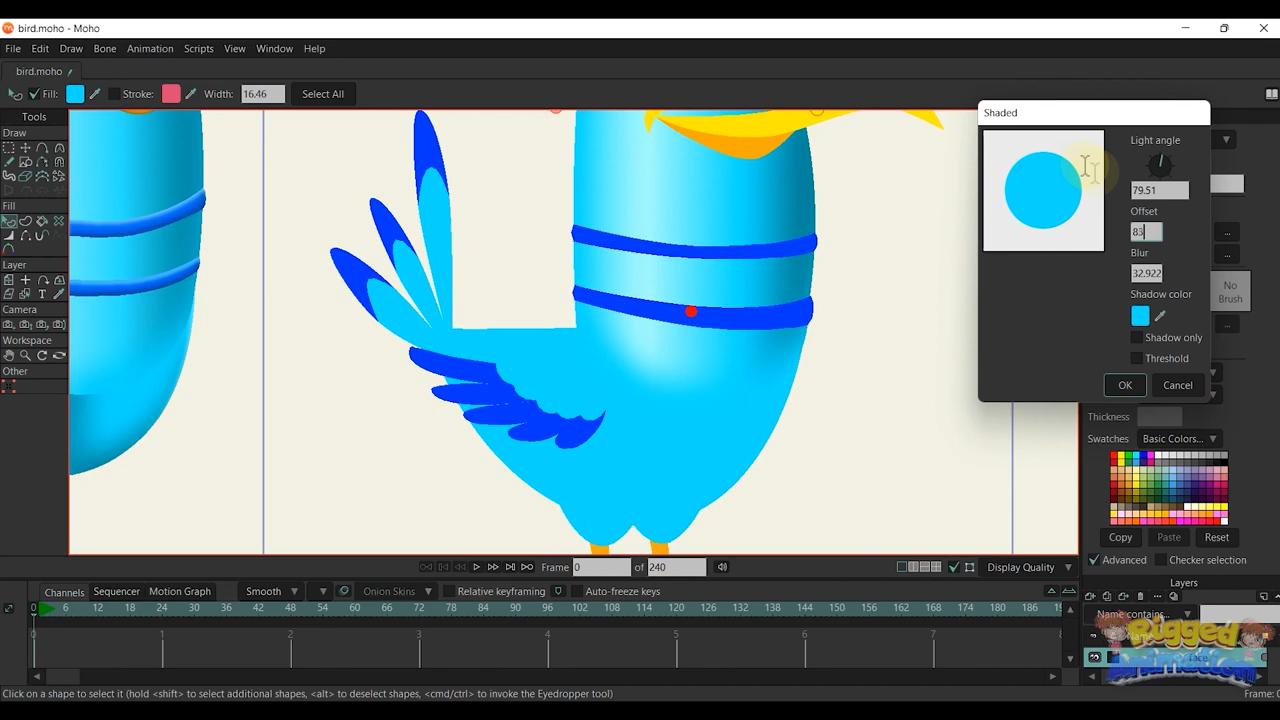 bird.moho - Moho
File Edit Draw Bone Animation Scripts View Window Help
bird.moho
Fill: Stroke: Width: 16.46 Select All
Tools
Draw
Fill
Layer
Camera
Workspace
Other
Shaded
Light angle
79.51
Offset
83
Blur
32.922
Shadow color
Shadow only
Threshold
OK Cancel
...
...
No
Brush
...
Thickness
Swatches Basic Colors...
Copy Paste Reset
Advanced Checker selection
Layers
Name contains...
Frame 0 of 240 Display Quality
Channels Sequencer Motion Graph Smooth Onion Skins Relative keyframing Auto-freeze keys
0 6 12 18 24 30 36 42 48 54 60 66 72 78 84 90 96 102 108 114 120 126 132 138 144 150 156 162 168 174 180 186
0 1 2 3 4 5 6 7
Rigged
Animation.com
Click on a shape to select it (hold <shift> to select additional shapes, <alt> to deselect shapes, <cmd/ctrl> to invoke the Eyedropper tool)
Frame: 0